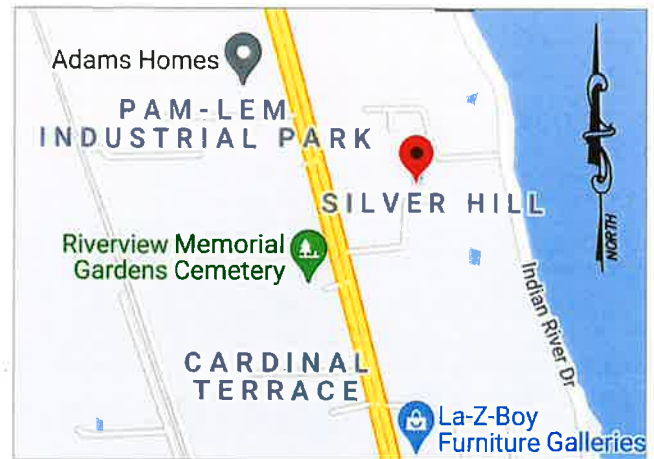 Adams Homes
PAM-LEM
INDUSTRIAL PARK
SILVER HILL
NORTH
Riverview Memorial
Gardens Cemetery
Indian River Dr
CARDINAL
TERRACE
La-Z-Boy
Furniture Galleries